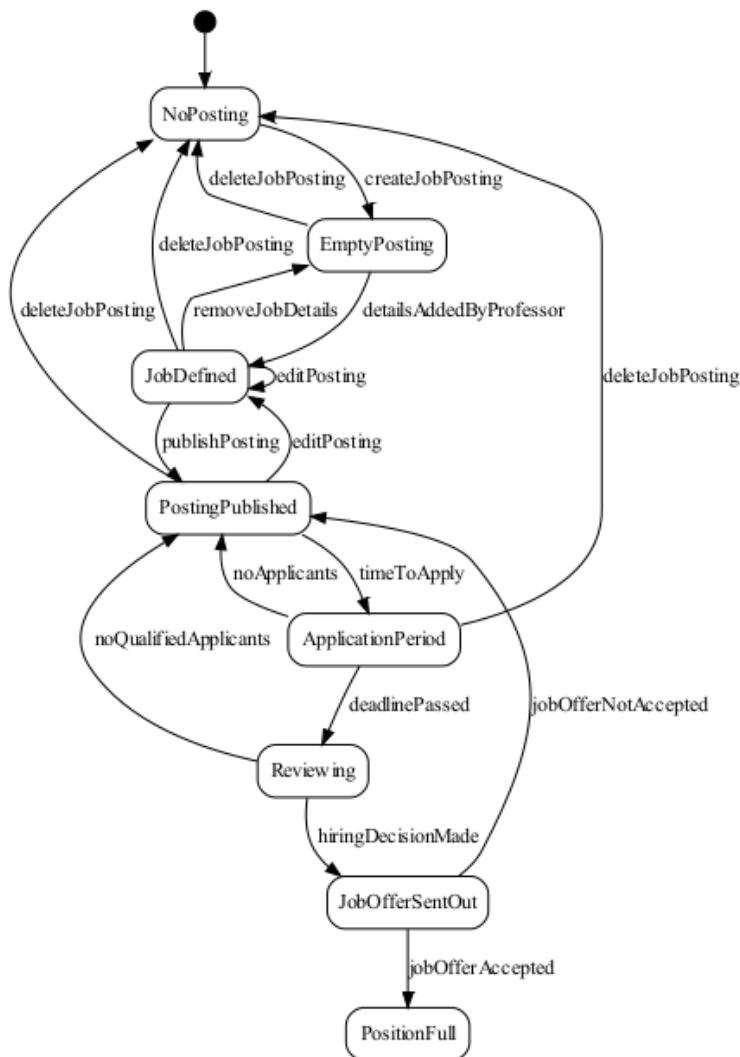 NoPosting
deleteJobPosting
createJobPosting
EmptyPosting
deleteJobPosting
deleteJobPosting
removeJobDetails
detailsAddedByProfessor
JobDefined
editPosting
deleteJobPosting
publishPosting
editPosting
PostingPublished
noApplicants
timeToApply
noQualifiedApplicants
ApplicationPeriod
deadlinePassed
jobOfferNotAccepted
Reviewing
hiringDecisionMade
JobOfferSentOut
jobOfferAccepted
PositionFull